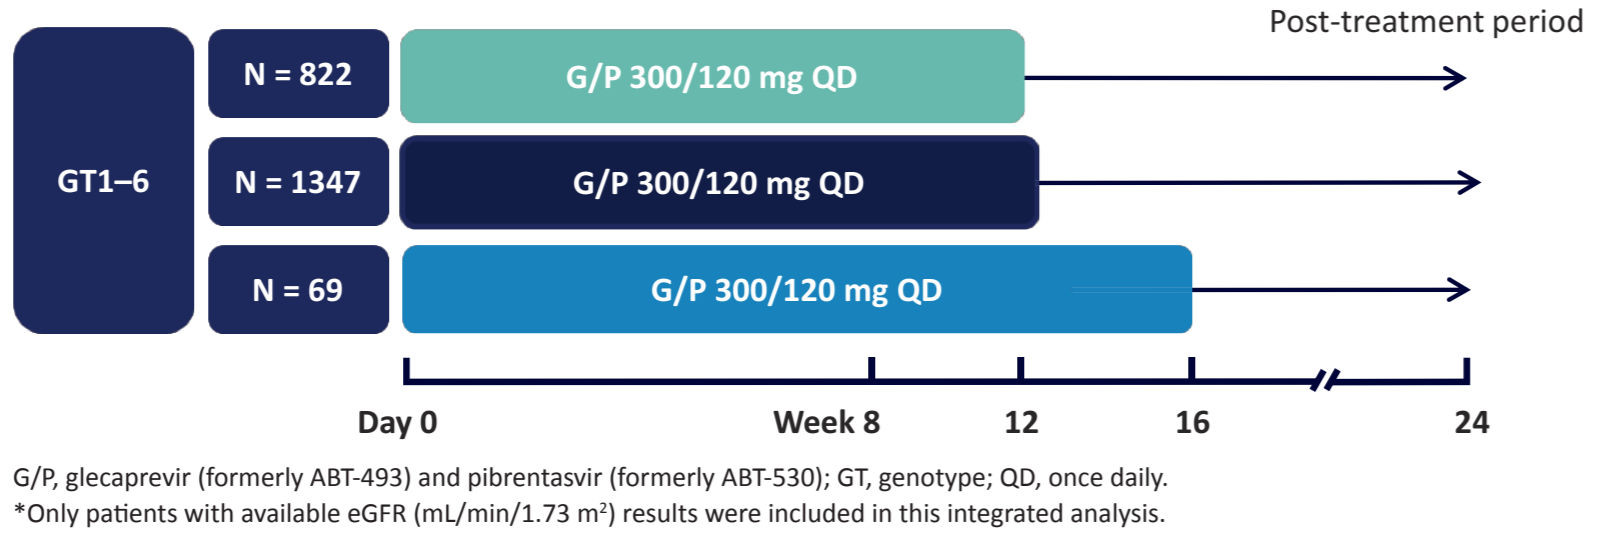 Post-treatment period
N = 822
G/P 300/120 mg QD
GT1–6
N = 1347
G/P 300/120 mg QD
N = 69
G/P 300/120 mg QD
Day 0
Week 8
12
16
24
G/P, glecaprevir (formerly ABT-493) and pibrentasvir (formerly ABT-530); GT, genotype; QD, once daily.
*Only patients with available eGFR (mL/min/1.73 m²) results were included in this integrated analysis.